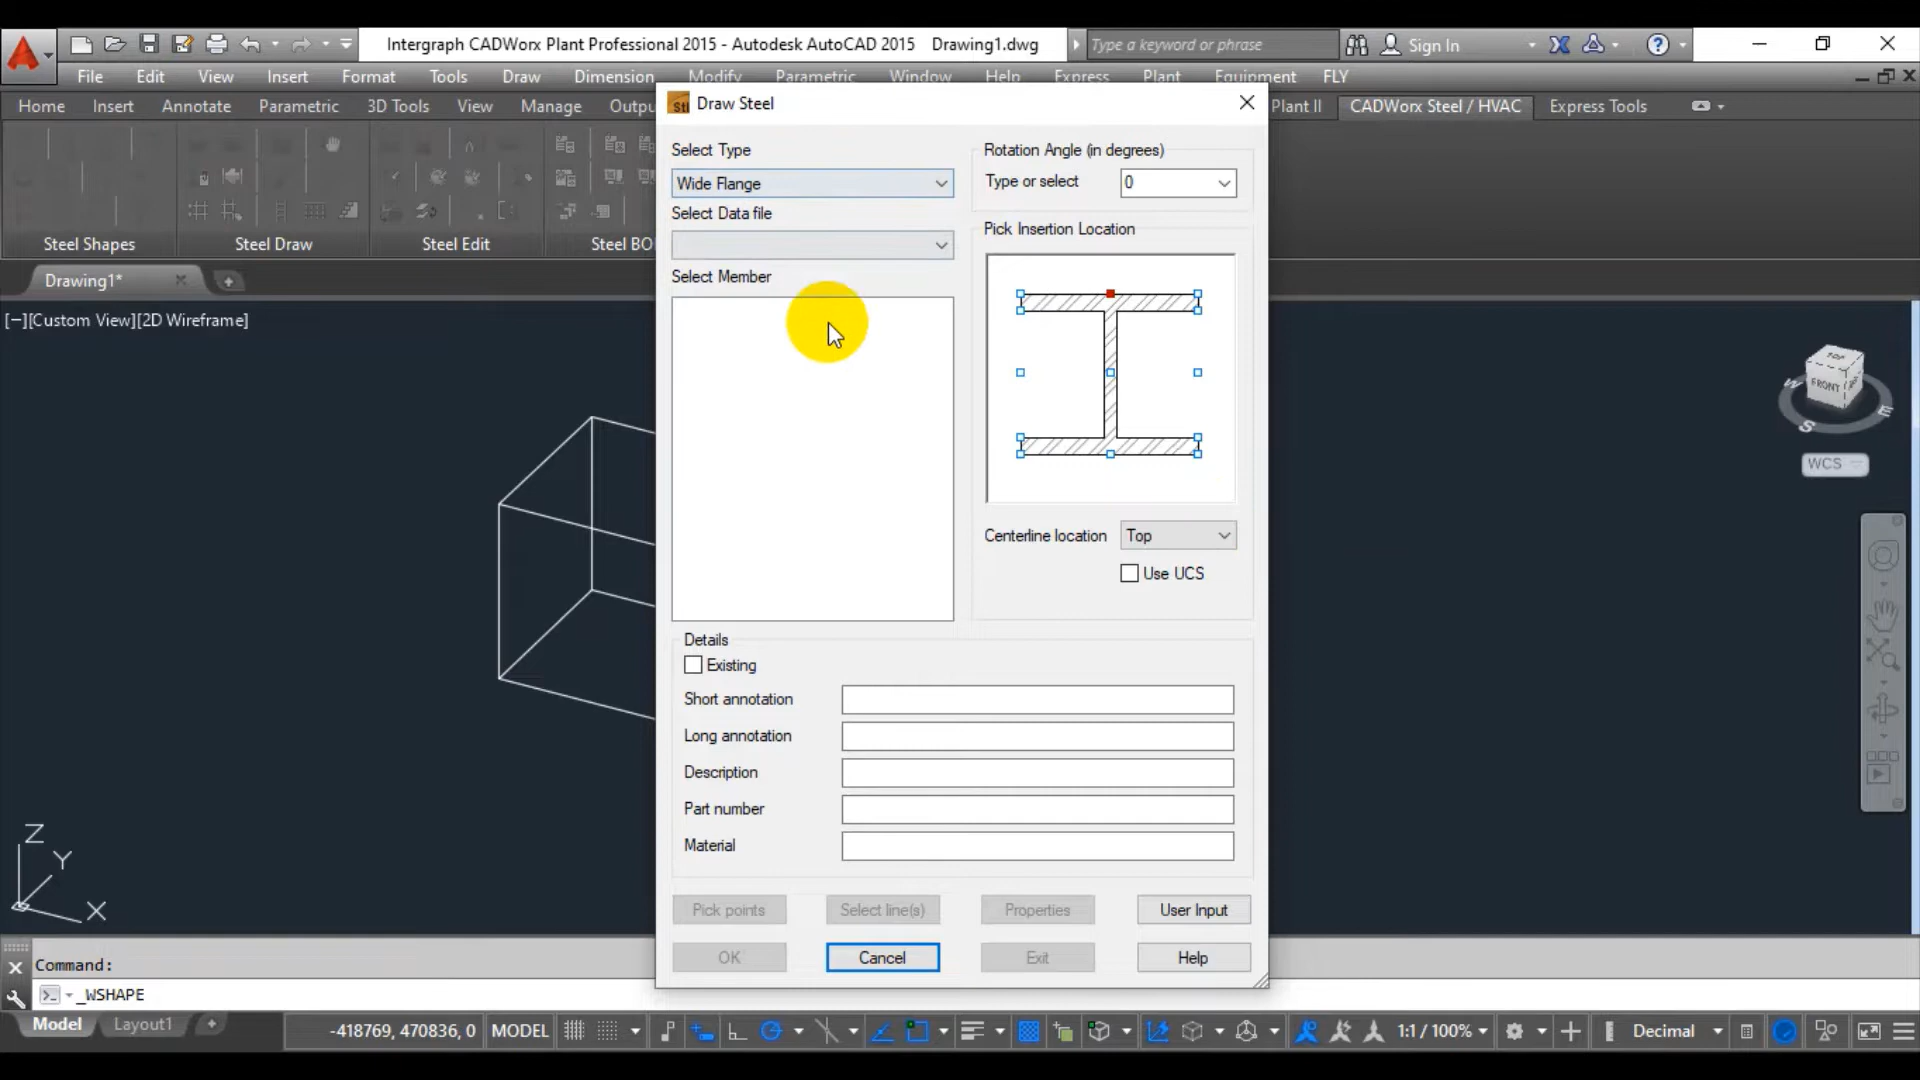 Intergraph CADWorx Plant Professional 2015 - Autodesk AutoCAD 2015 Drawing1.dwg
Type a keyword or phrase
Sign In
File Edit View Insert Format Tools Draw Dimension Modify Parametric Window Help Express Plant Equipment FLY
Home Insert Annotate Parametric 3D Tools View Manage Outpu
Plant II CADWorx Steel / HVAC Express Tools
Steel Shapes Steel Draw Steel Edit Steel BO
Drawing1*
[−][Custom View][2D Wireframe]
Stl Draw Steel
Select Type
Wide Flange
Select Data file
Select Member
Rotation Angle (in degrees)
Type or select 0
Pick Insertion Location
Centerline location Top
Use UCS
Details
Existing
Short annotation
Long annotation
Description
Part number
Material
Pick points Select line(s) Properties User Input
OK Cancel Exit Help
TOP
FRONT
W
S
E
WCS
Z
Y
X
Command:
_WSHAPE
Model Layout1
-418769, 470836, 0 MODEL
1:1 / 100%
Decimal